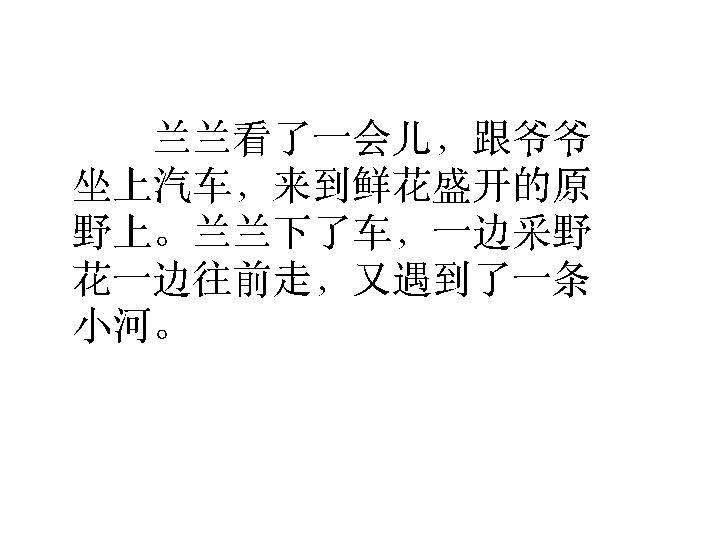 兰兰看了一会儿，跟爷爷
坐上汽车，来到鲜花盛开的原
野上。兰兰下了车，一边采野
花一边往前走，又遇到了一条
小河。